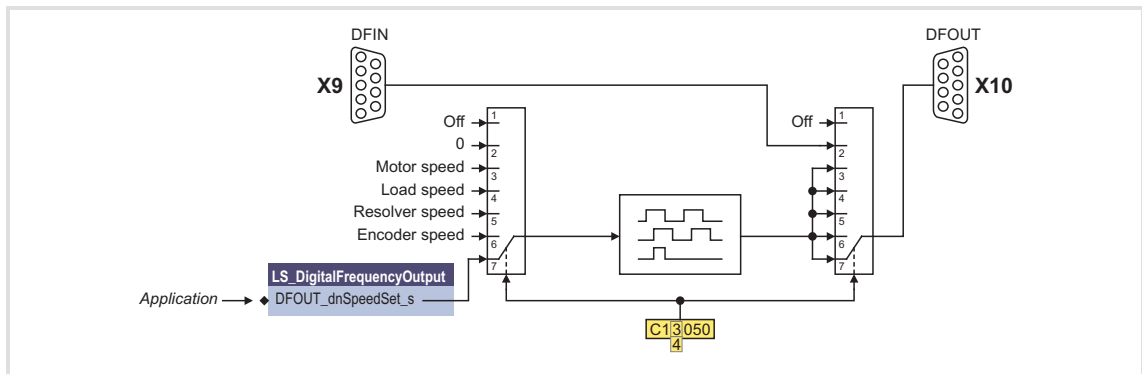 DFIN
DFOUT
X9
X10
Off
1
0
2
Motor speed
3
Load speed
4
Resolver speed
5
Encoder speed
6
7
Off
1
2
3
4
5
6
7
LS_DigitalFrequencyOutput
Application
DFOUT_dnSpeedSet_s
C13050
4